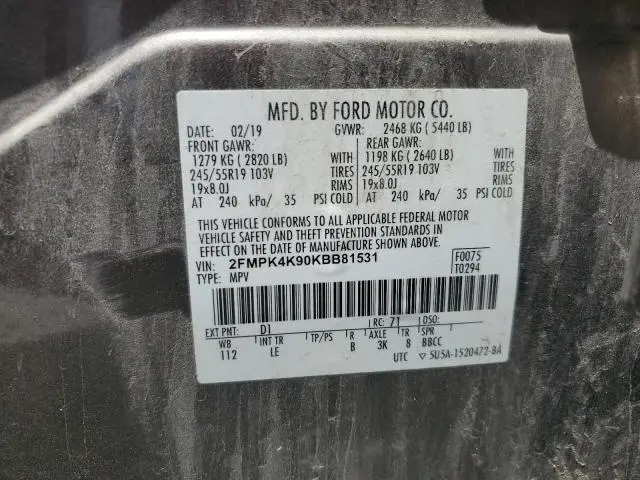 MFD. BY FORD MOTOR CO.
DATE: 02/19 GVWR: 2468 KG ( 5440 LB)
FRONT GAWR: REAR GAWR:
1279 KG ( 2820 LB) WITH 1198 KG ( 2640 LB) WITH
245/55R19 103V TIRES 245/55R19 103V TIRES
19x8.0J RIMS 19x8.0J RIMS
AT 240 kPa/ 35 PSI COLD AT 240 kPa/ 35 PSI COLD
THIS VEHICLE CONFORMS TO ALL APPLICABLE FEDERAL MOTOR
VEHICLE SAFETY AND THEFT PREVENTION STANDARDS IN
EFFECT ON THE DATE OF MANUFACTURE SHOWN ABOVE.
VIN: 2FMPK4K90KBB81531 F0075
TYPE: MPV T0294
EXT PNT: D1 RC: 71 DSO:
WB INT TR TP/PS R AXLE TR SPR
112 LE B 3K 8 BBCC
UTC ▽ 5U5A-1520472-BA